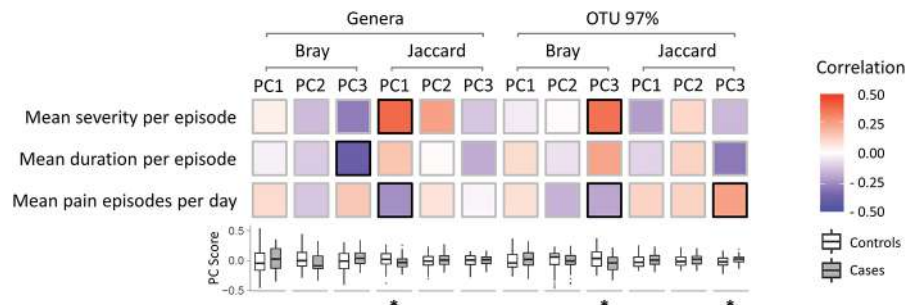 Genera OTU 97%
Bray Jaccard Bray Jaccard
PC1 PC2 PC3 PC1 PC2 PC3 PC1 PC2 PC3 PC1 PC2 PC3
Correlation
Mean severity per episode
Mean duration per episode
Mean pain episodes per day
0.50
0.25
0.00
- 0.25
- 0.50
PC Score
0.5
0.0
−0.5
Controls
Cases
* * *